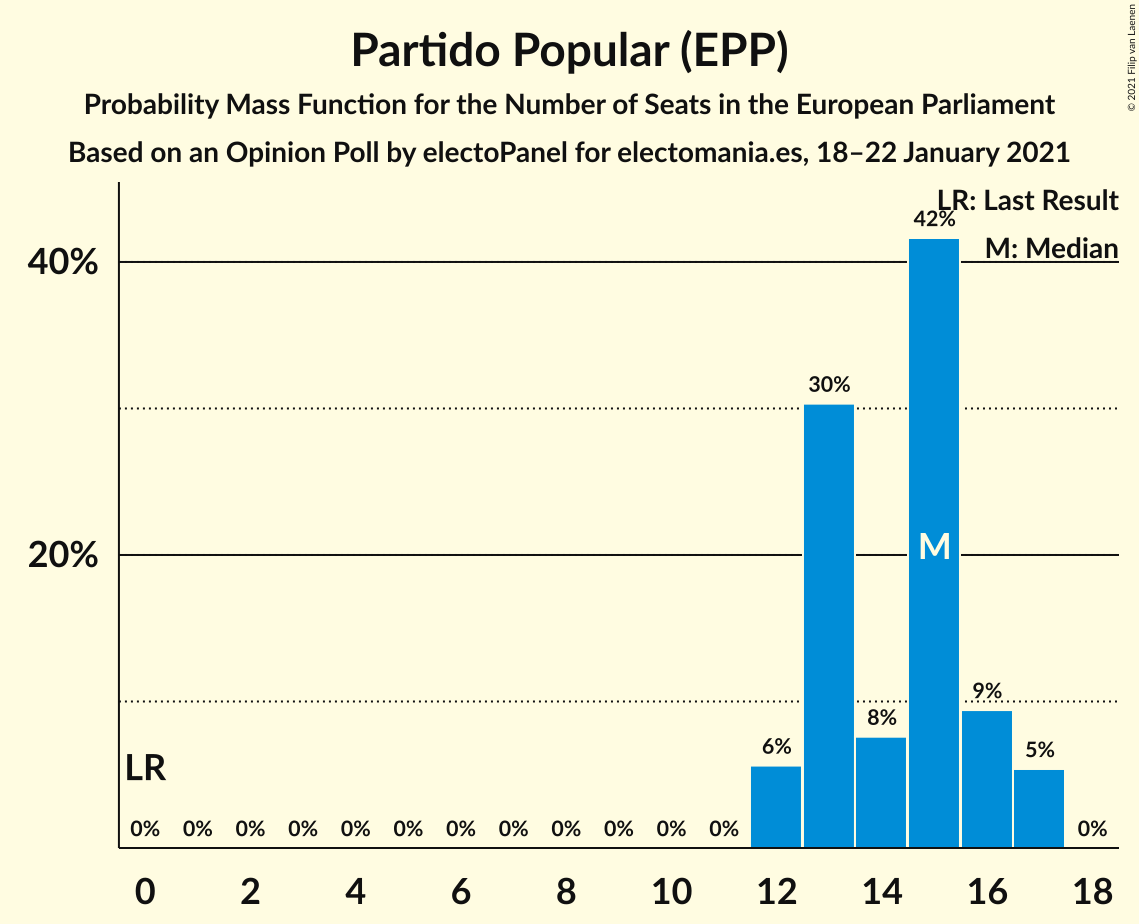 Partido Popular (EPP)
Probability Mass Function for the Number of Seats in the European Parliament
Based on an Opinion Poll by electoPanel for electomania.es, 18–22 January 2021
© 2021 Filip van Laenen
LR: Last Result
M: Median
40%
20%
42%
30%
M
9%
8%
6%
5%
LR
0% 0% 0% 0% 0% 0% 0% 0% 0% 0% 0% 0% 0%
0 2 4 6 8 10 12 14 16 18